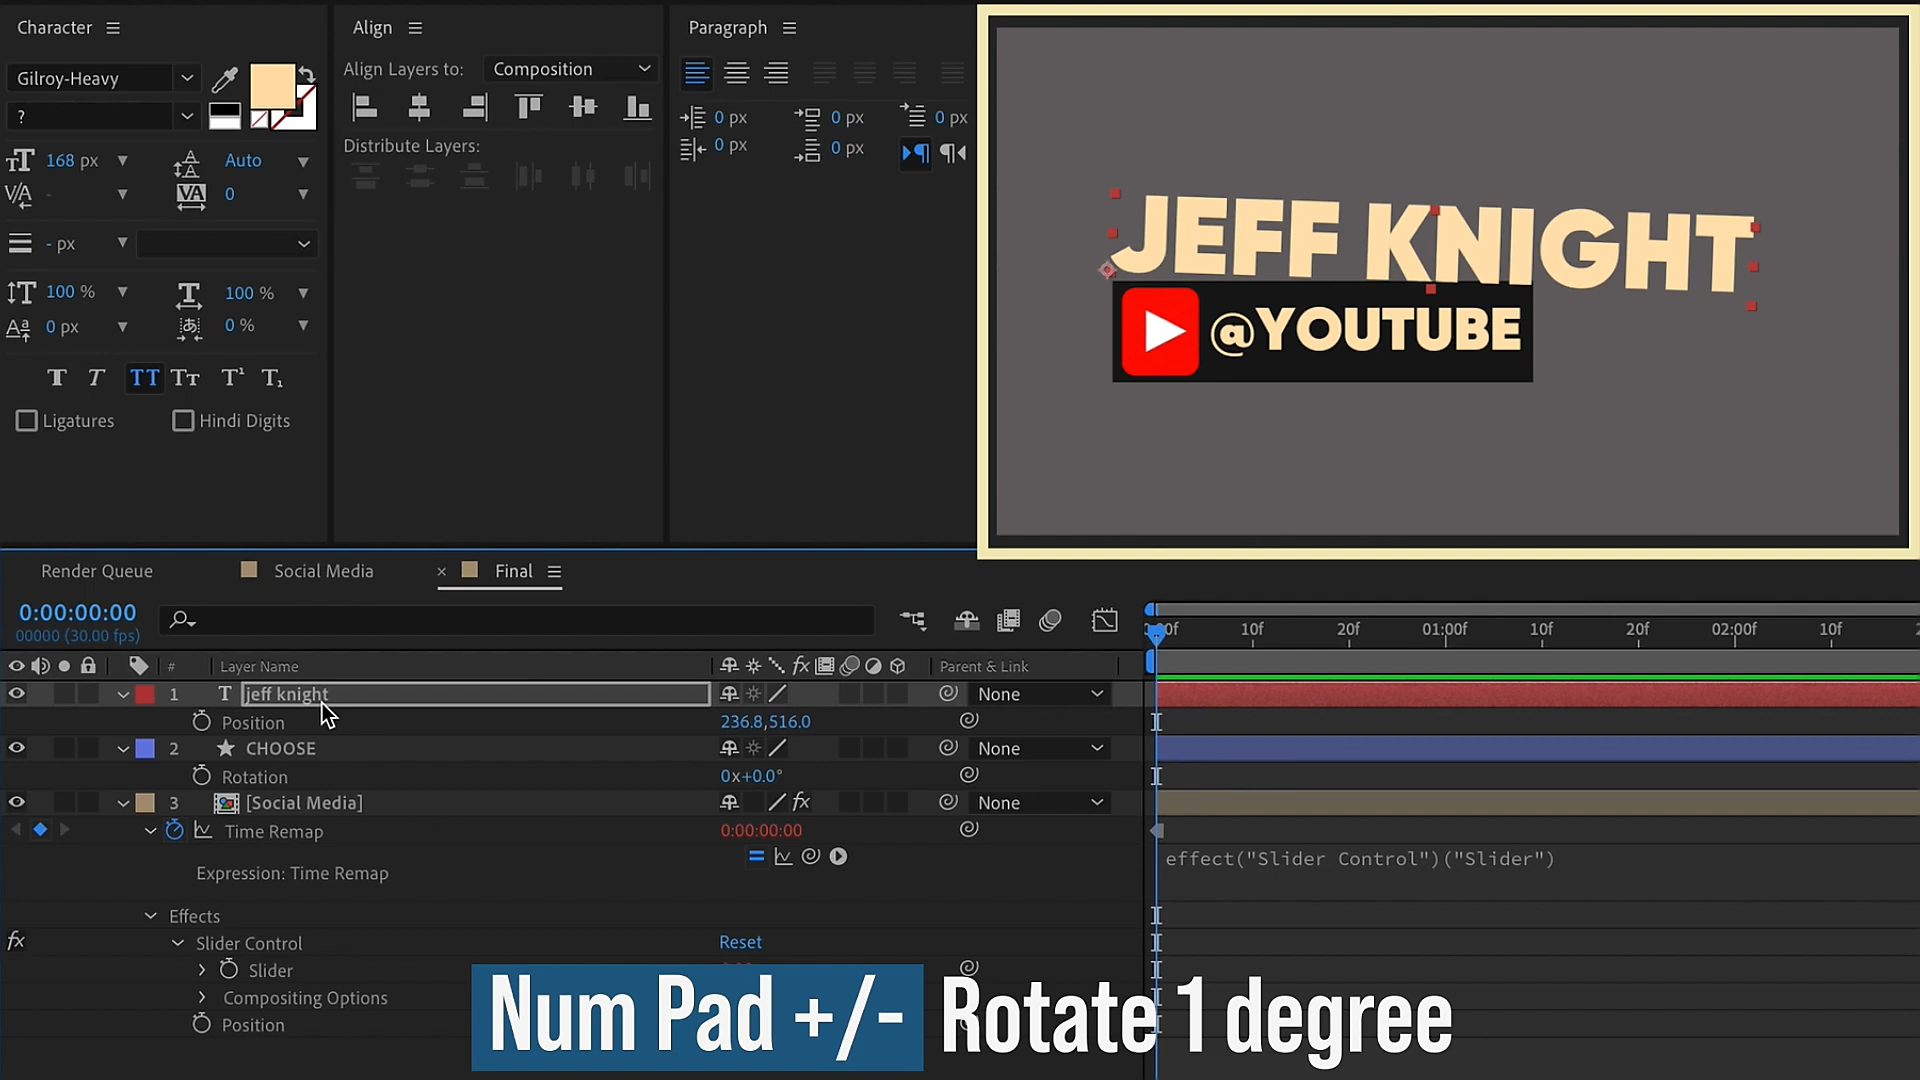 Character
Align
Paragraph
Gilroy-Heavy
?
168 px
Auto
-
0
- px
100 %
100 %
0 px
0 %
Ligatures
Hindi Digits
Align Layers to:
Composition
Distribute Layers:
0 px
0 px
0 px
0 px
0 px
JEFF KNIGHT
@YOUTUBE
Render Queue
Social Media
Final
0:00:00:00
00000 (30.00 fps)
10f
20f
01:00f
10f
20f
02:00f
10f
#
Layer Name
Parent & Link
1
jeff knight
None
Position
236.8,516.0
2
CHOOSE
None
Rotation
0x+0.0°
3
[Social Media]
None
Time Remap
0:00:00:00
Expression: Time Remap
effect("Slider Control")("Slider")
Effects
fx
Slider Control
Reset
Slider
Compositing Options
Position
Num Pad +/- Rotate 1 degree